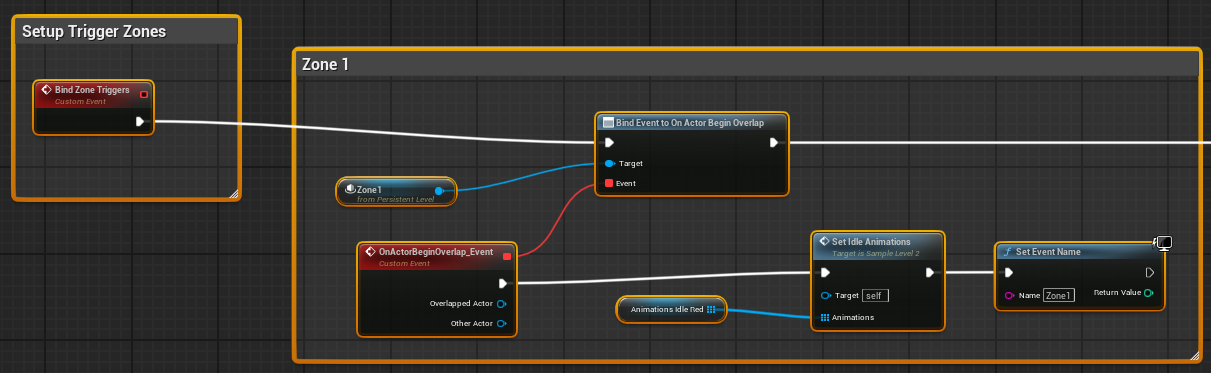 Setup Trigger Zones
Bind Zone Triggers
Custom Event
Zone 1
Bind Event to On Actor Begin Overlap
Target
Event
Zone1
from Persistent Level
OnActorBeginOverlap_Event
Custom Event
Overlapped Actor
Other Actor
Animations Idle Red
Set Idle Animations
Target is Sample Level 2
Target self
Animations
f Set Event Name
Name Zone1
Return Value